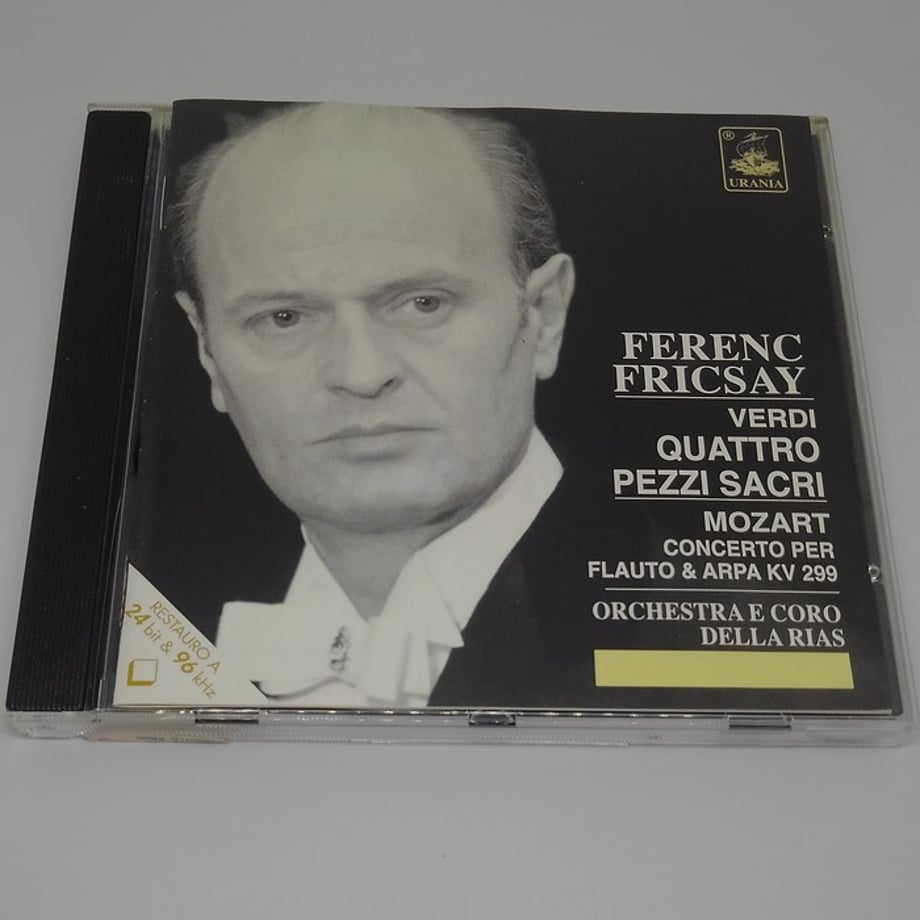 ®
URANIA
FERENC
FRICSAY
VERDI
QUATTRO
PEZZI SACRI
MOZART
CONCERTO PER
FLAUTO & ARPA KV 299
ORCHESTRA E CORO
DELLA RIAS
RESTAURO A
24 bit & 96 kHz